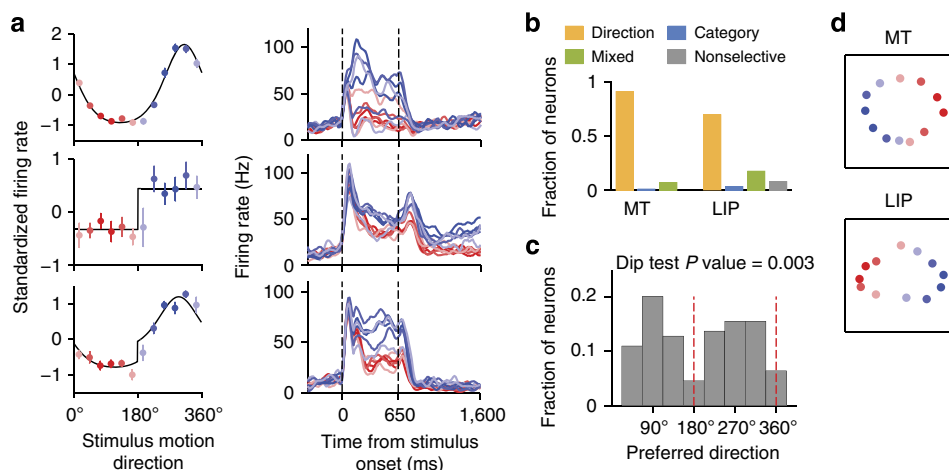 a
Standardized firing rate
2
1
0
−1
1
0
−1
1
0
−1
0°
180°
360°
Stimulus motion
direction
Firing rate (Hz)
100
50
0
100
50
0
100
50
0
0
650
1,600
Time from stimulus
onset (ms)
b
Direction
Category
Mixed
Nonselective
Fraction of neurons
1
0.5
0
MT
LIP
c
Dip test P value = 0.003
Fraction of neurons
0.2
0.1
0
90°
180°
270°
360°
Preferred direction
d
MT
LIP